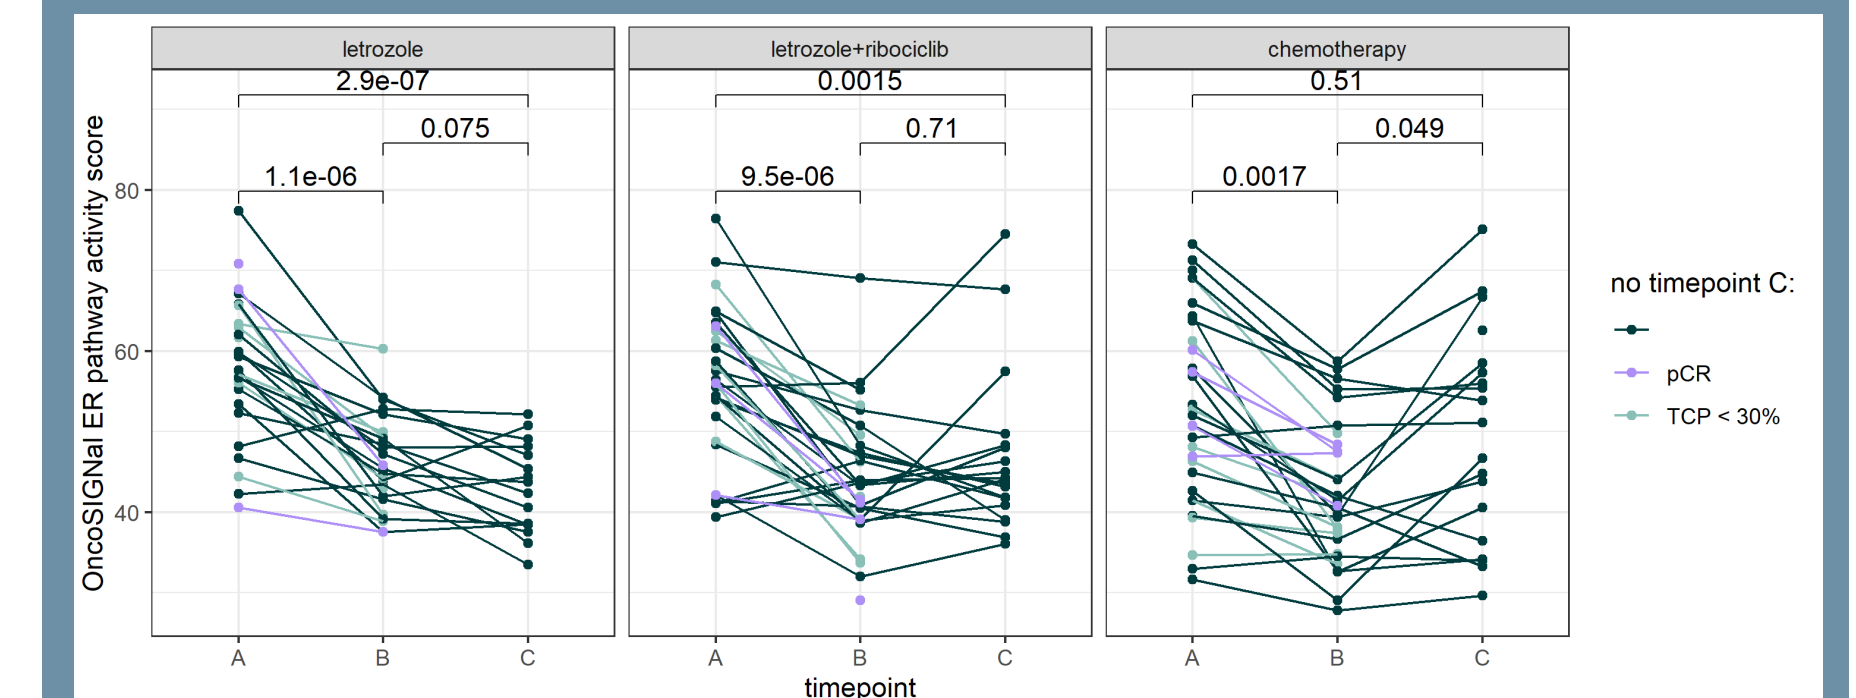 letrozole
letrozole+ribociclib
chemotherapy
2.9e-07
0.0015
0.51
0.075
0.71
0.049
1.1e-06
9.5e-06
0.0017
OncoSIGNal ER pathway activity score
80
60
40
A B C
A B C
A B C
timepoint
no timepoint C:
pCR
TCP < 30%